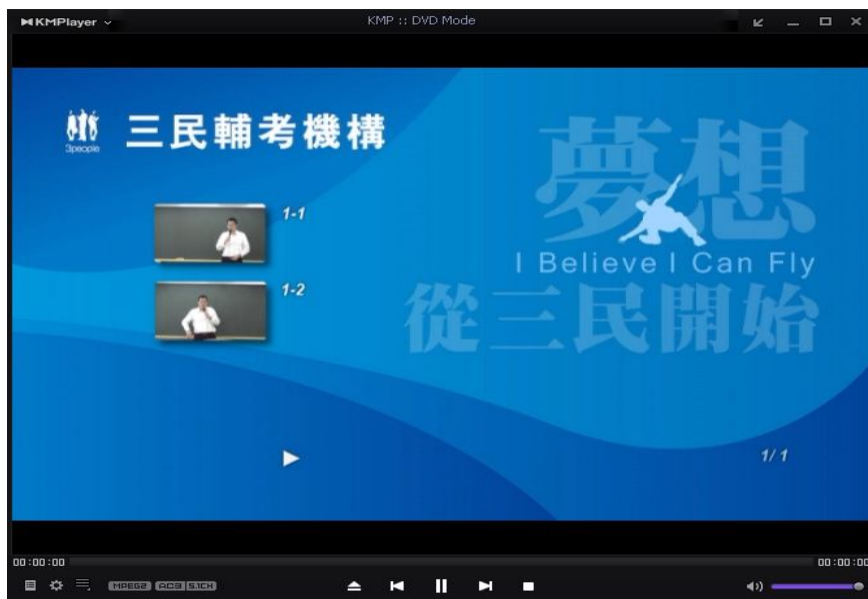 KMPlayer
KMP :: DVD Mode
3people
三民輔考機構
1-1
1-2
夢想
I Believe I Can Fly
從三民開始
1/1
00:00:00
00:00:00
MPEG2 AC3 5.1CH